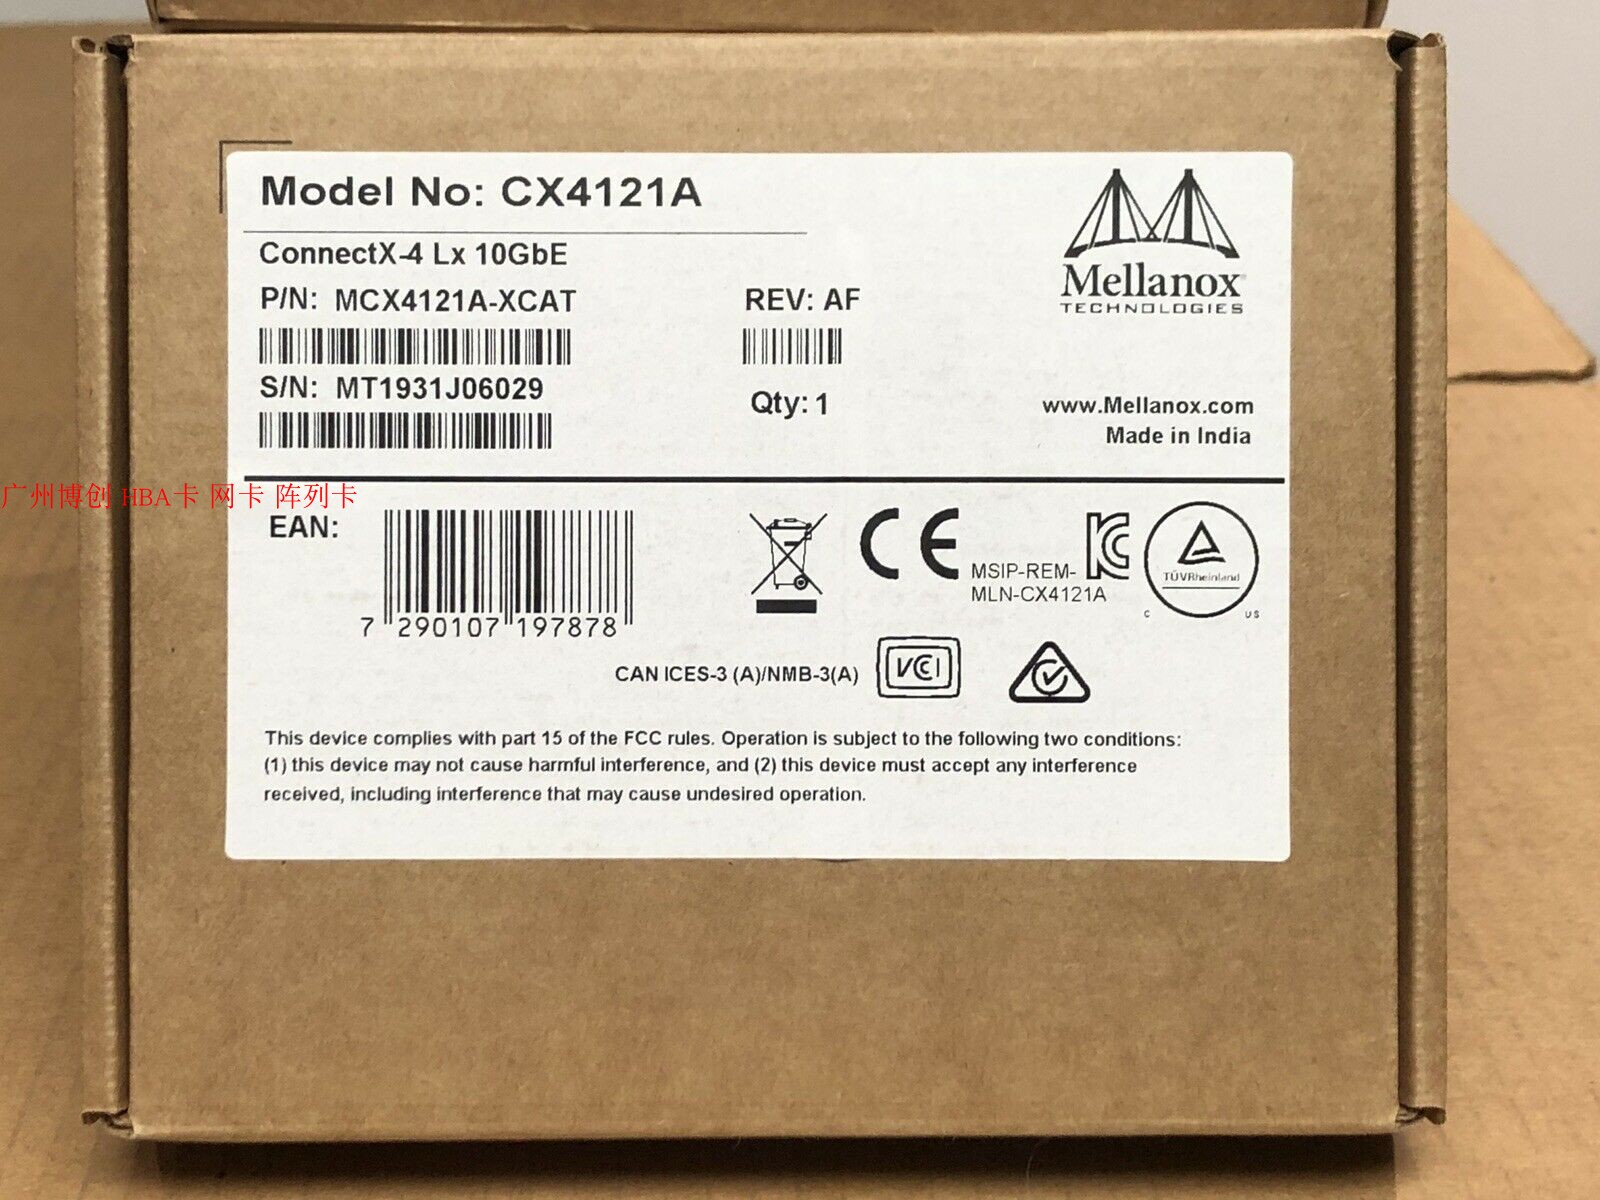 Model No: CX4121A
ConnectX-4 Lx 10GbE
P/N: MCX4121A-XCAT
REV: AF
S/N: MT1931J06029
Qty: 1
Mellanox
TECHNOLOGIES
www.Mellanox.com
Made in India
广州博创 HBA卡 网卡 阵列卡
EAN:
7 290107 197878
CE
MSIP-REM-
MLN-CX4121A
TÜVRheinland
C US
CAN ICES-3 (A)/NMB-3(A)
VCI
This device complies with part 15 of the FCC rules. Operation is subject to the following two conditions:
(1) this device may not cause harmful interference, and (2) this device must accept any interference
received, including interference that may cause undesired operation.